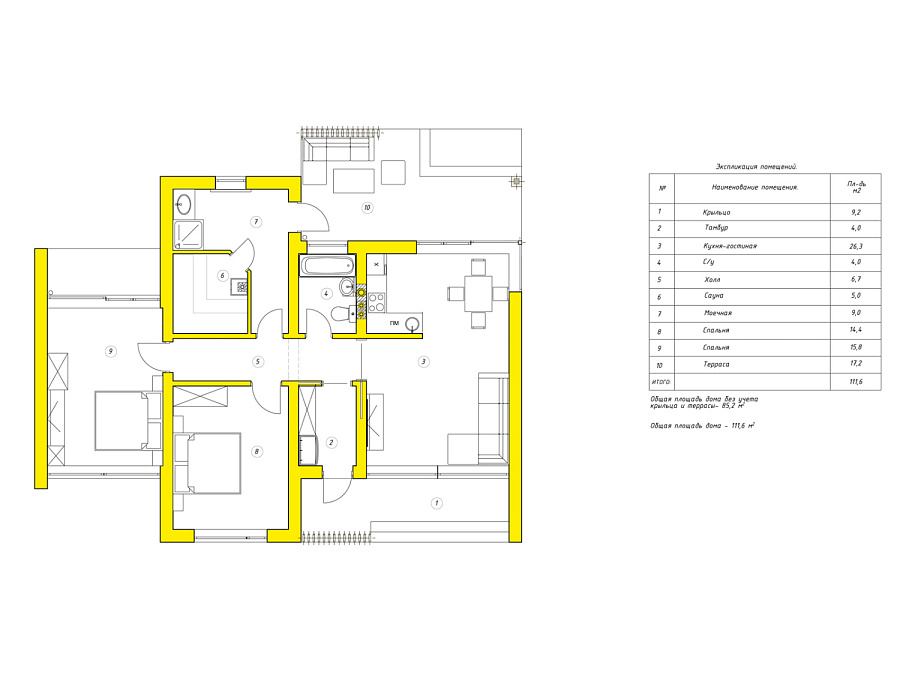 Экспликация помещений.
№ Наименование помещения. Пл-дь м2
1 Крыльцо 9,2
2 Тамбур 4,0
3 Кухня-гостиная 26,3
4 С/у 4,0
5 Холл 6,7
6 Сауна 5,0
7 Моечная 9,0
8 Спальня 14,4
9 Спальня 15,8
10 Терраса 17,2
ИТОГО: 111,6
Общая площадь дома без учета
крыльца и террасы- 85,2 м²
Общая площадь дома - 111,6 м²
10
7
6
4
9
5
3
ПМ
Х
2
8
1